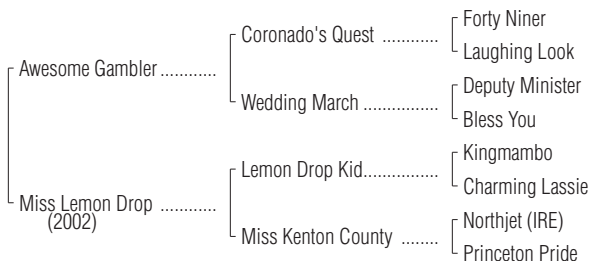 Forty Niner
Coronado's Quest ............
Laughing Look
Awesome Gambler ............
Deputy Minister
Wedding March ................
Bless You
Kingmambo
Lemon Drop Kid................
Charming Lassie
Miss Lemon Drop ............
(2002)
Northjet (IRE)
Miss Kenton County ........
Princeton Pride